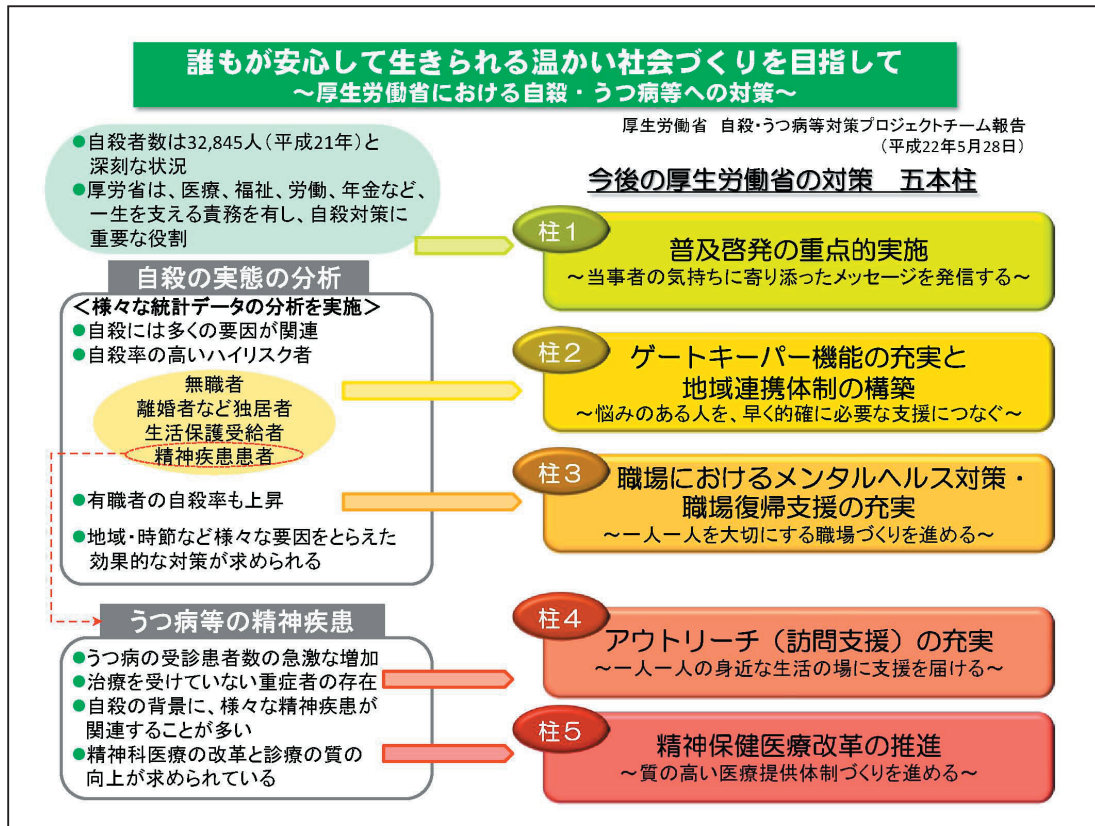 誰もが安心して生きられる温かい社会づくりを目指して
～厚生労働省における自殺・うつ病等への対策～
厚生労働省 自殺・うつ病等対策プロジェクトチーム報告
（平成22年5月28日）
●自殺者数は32,845人（平成21年）と
深刻な状況
●厚労省は、医療、福祉、労働、年金など、
一生を支える責務を有し、自殺対策に
重要な役割
自殺の実態の分析
＜様々な統計データの分析を実施＞
●自殺には多くの要因が関連
●自殺率の高いハイリスク者
無職者
離婚者など独居者
生活保護受給者
精神疾患患者
●有職者の自殺率も上昇
●地域・時節など様々な要因をとらえた
効果的な対策が求められる
うつ病等の精神疾患
●うつ病の受診患者数の急激な増加
●治療を受けていない重症者の存在
●自殺の背景に、様々な精神疾患が
関連することが多い
●精神科医療の改革と診療の質の
向上が求められている
今後の厚生労働省の対策　五本柱
柱1
普及啓発の重点的実施
～当事者の気持ちに寄り添ったメッセージを発信する～
柱2
ゲートキーパー機能の充実と
地域連携体制の構築
～悩みのある人を、早く的確に必要な支援につなぐ～
柱3
職場におけるメンタルヘルス対策・
職場復帰支援の充実
～一人一人を大切にする職場づくりを進める～
柱4
アウトリーチ（訪問支援）の充実
～一人一人の身近な生活の場に支援を届ける～
柱5
精神保健医療改革の推進
～質の高い医療提供体制づくりを進める～